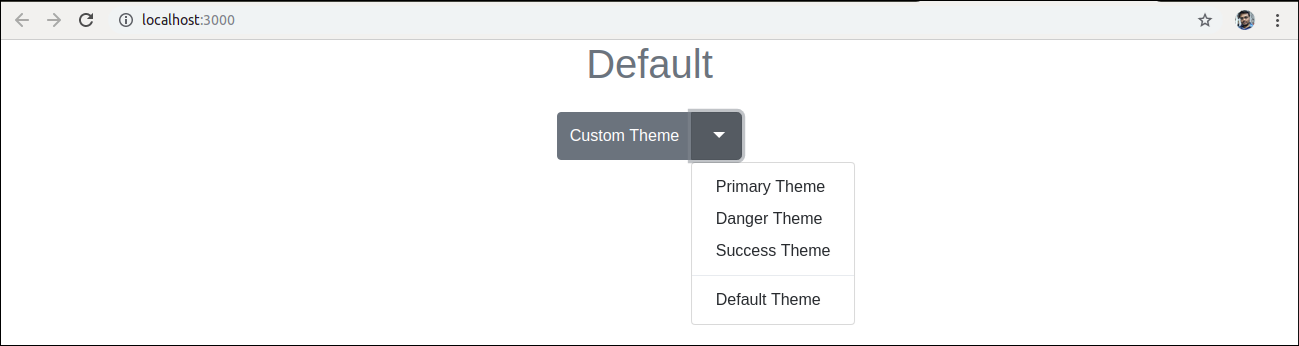 localhost:3000
Default
Custom Theme
Primary Theme
Danger Theme
Success Theme
Default Theme